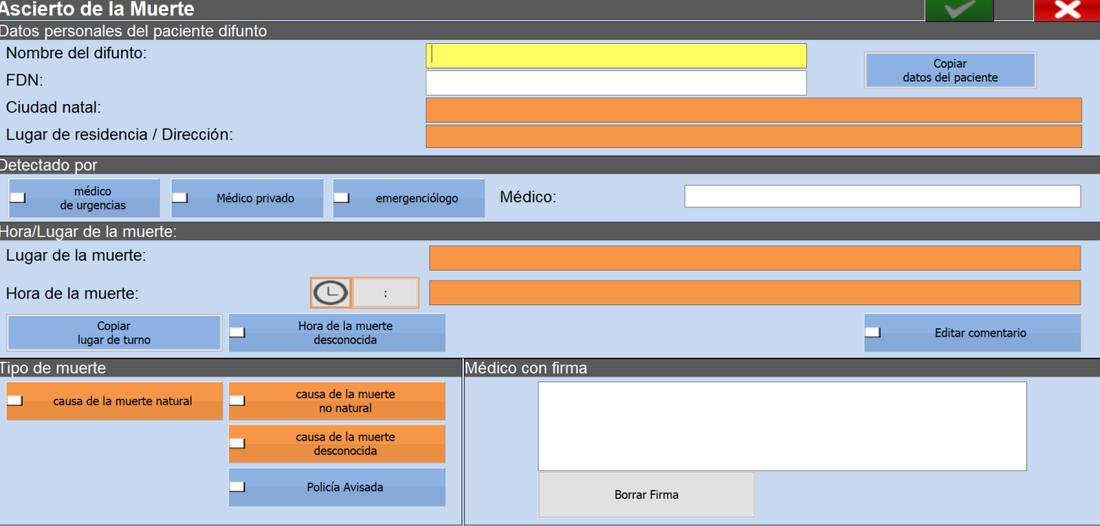 Ascierto de la Muerte
Datos personales del paciente difunto
Nombre del difunto:
Copiar
datos del paciente
FDN:
Ciudad natal:
Lugar de residencia / Dirección:
Detectado por
médico
de urgencias
Médico privado
emergenciólogo
Médico:
Hora/Lugar de la muerte:
Lugar de la muerte:
Hora de la muerte:
:
Copiar
lugar de turno
Hora de la muerte
desconocida
Editar comentario
Tipo de muerte
Médico con firma
causa de la muerte natural
causa de la muerte
no natural
causa de la muerte
desconocida
Policía Avisada
Borrar Firma